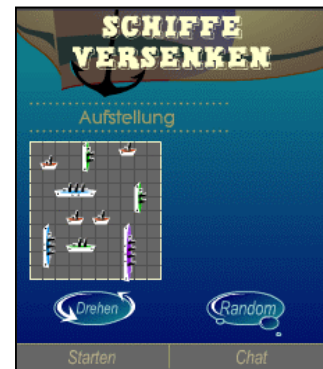 SCHIFFE
VERSENKEN
Aufstellung
Drehen
Random
Starten
Chat